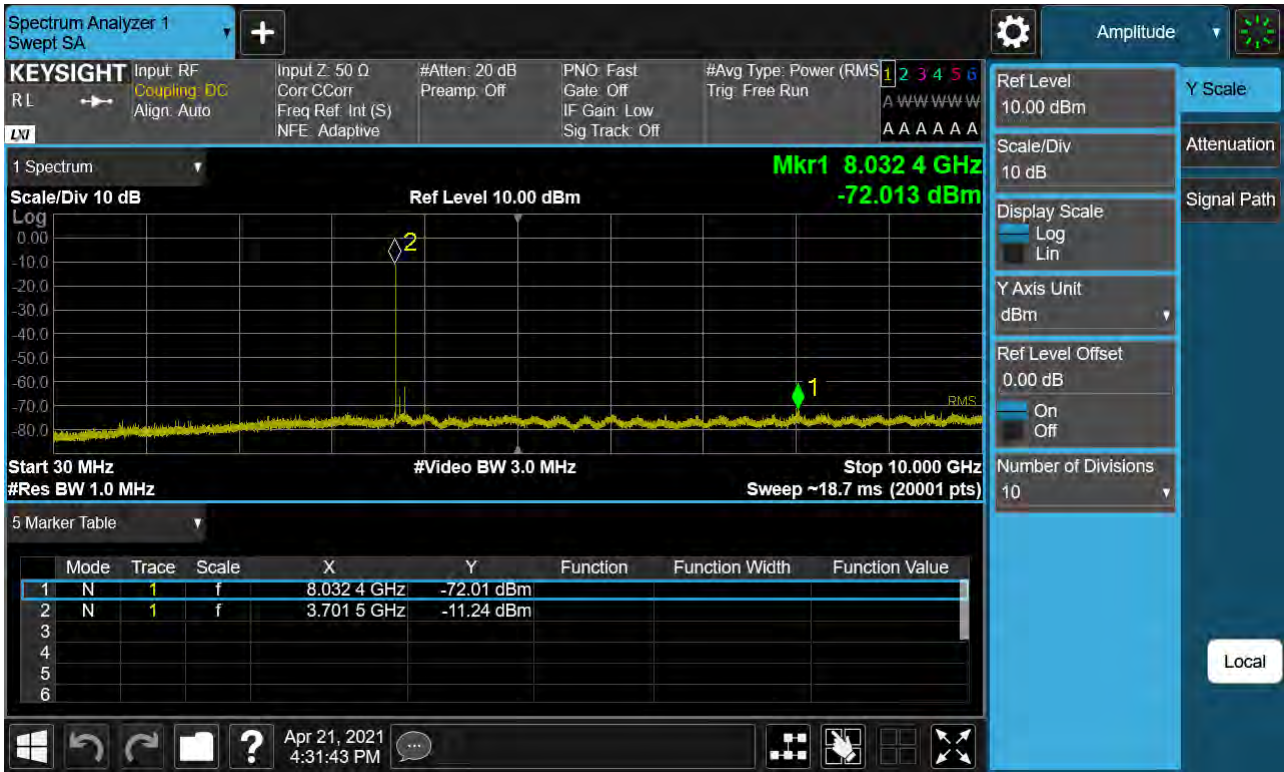 Spectrum Analyzer 1
Swept SA
+
Amplitude
KEYSIGHT
RL
LXI
Input: RF
Coupling: DC
Align: Auto
Input Z: 50 Ω
Corr CCorr
Freq Ref: Int (S)
NFE: Adaptive
#Atten: 20 dB
Preamp: Off
PNO: Fast
Gate: Off
IF Gain: Low
Sig Track: Off
#Avg Type: Power (RMS
Trig: Free Run
1 2 3 4 5 6
A W W W W W
A A A A A A
1 Spectrum
Mkr1 8.032 4 GHz
Scale/Div 10 dB
Ref Level 10.00 dBm
-72.013 dBm
Log
0.00
-10.0
-20.0
-30.0
-40.0
-50.0
-60.0
-70.0
-80.0
2
1
RMS
Start 30 MHz
#Video BW 3.0 MHz
Stop 10.000 GHz
#Res BW 1.0 MHz
Sweep ~18.7 ms (20001 pts)
5 Marker Table
Mode Trace Scale X Y Function Function Width Function Value
1 N 1 f 8.032 4 GHz -72.01 dBm
2 N 1 f 3.701 5 GHz -11.24 dBm
3
4
5
6
Ref Level
10.00 dBm
Scale/Div
10 dB
Display Scale
Log
Lin
Y Axis Unit
dBm
Ref Level Offset
0.00 dB
On
Off
Number of Divisions
10
Y Scale
Attenuation
Signal Path
Local
?
Apr 21, 2021
4:31:43 PM